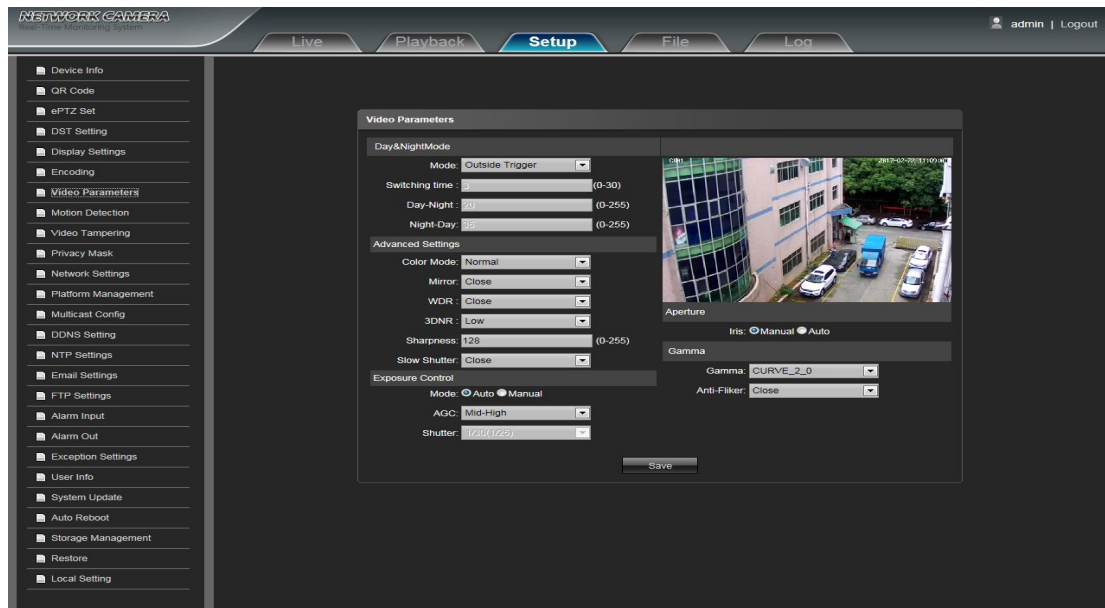 NETWORK CAMERA
Real-Time Monitoring System
Live
Playback
Setup
File
Log
admin | Logout
Device Info
QR Code
ePTZ Set
DST Setting
Display Settings
Encoding
Video Parameters
Motion Detection
Video Tampering
Privacy Mask
Network Settings
Platform Management
Multicast Config
DDNS Setting
NTP Settings
Email Settings
FTP Settings
Alarm Input
Alarm Out
Exception Settings
User Info
System Update
Auto Reboot
Storage Management
Restore
Local Setting
Video Parameters
Day&NightMode
Mode: Outside Trigger
Switching time : 3 (0-30)
Day-Night : 20 (0-255)
Night-Day: 35 (0-255)
Advanced Settings
Color Mode: Normal
Mirror: Close
WDR : Close
3DNR : Low
Sharpness: 128 (0-255)
Slow Shutter: Close
Exposure Control
Mode: Auto Manual
AGC: Mid-High
Shutter: 1/30(1/25)
Aperture
Iris: Manual Auto
Gamma
Gamma: CURVE_2_0
Anti-Fliker: Close
Save